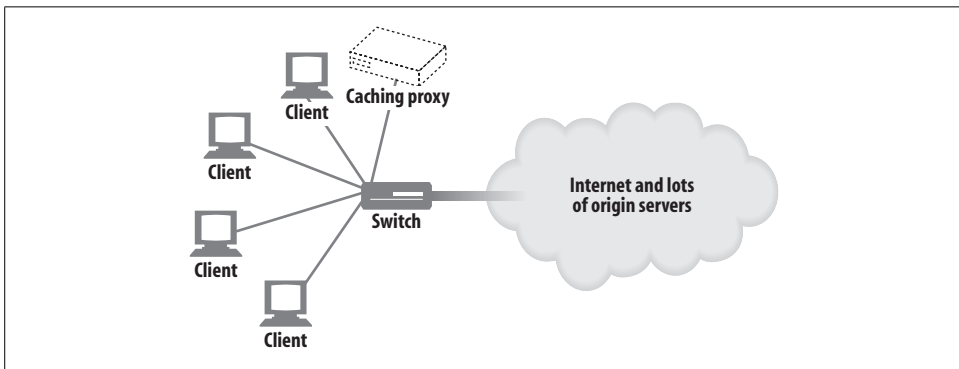 Client
Caching proxy
Client
Client
Client
Switch
Internet and lots
of origin servers